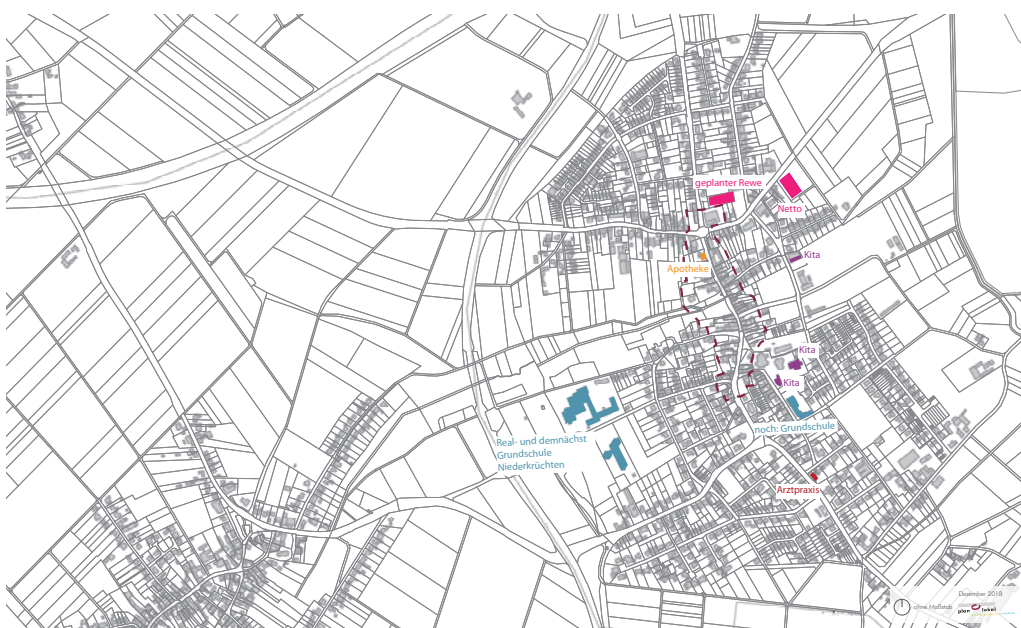 geplanter Rewe
Netto
Kita
Apotheke
Kita
Kita
noch: Grundschule
Real- und demnächst
Grundschule
Niederkrüchten
Arztpraxis
Dezember 2018
ohne Maßstab
plan lokal